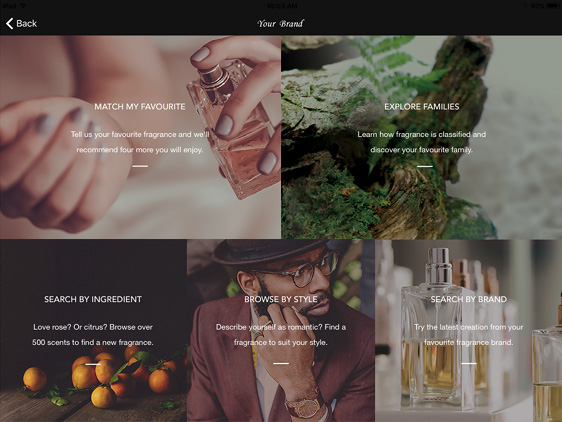 iPad
Back
Your Brand
MATCH MY FAVOURITE
Tell us your favourite fragrance and we'll
recommend four more you will enjoy.
EXPLORE FAMILIES
Learn how fragrance is classified and
discover your favourite family.
SEARCH BY INGREDIENT
Love rose? Or citrus? Browse over
500 scents to find a new fragrance.
BROWSE BY STYLE
Describe yourself as romantic? Find a
fragrance to suit your style.
SEARCH BY BRAND
Try the latest creation from your
favourite fragrance brand.